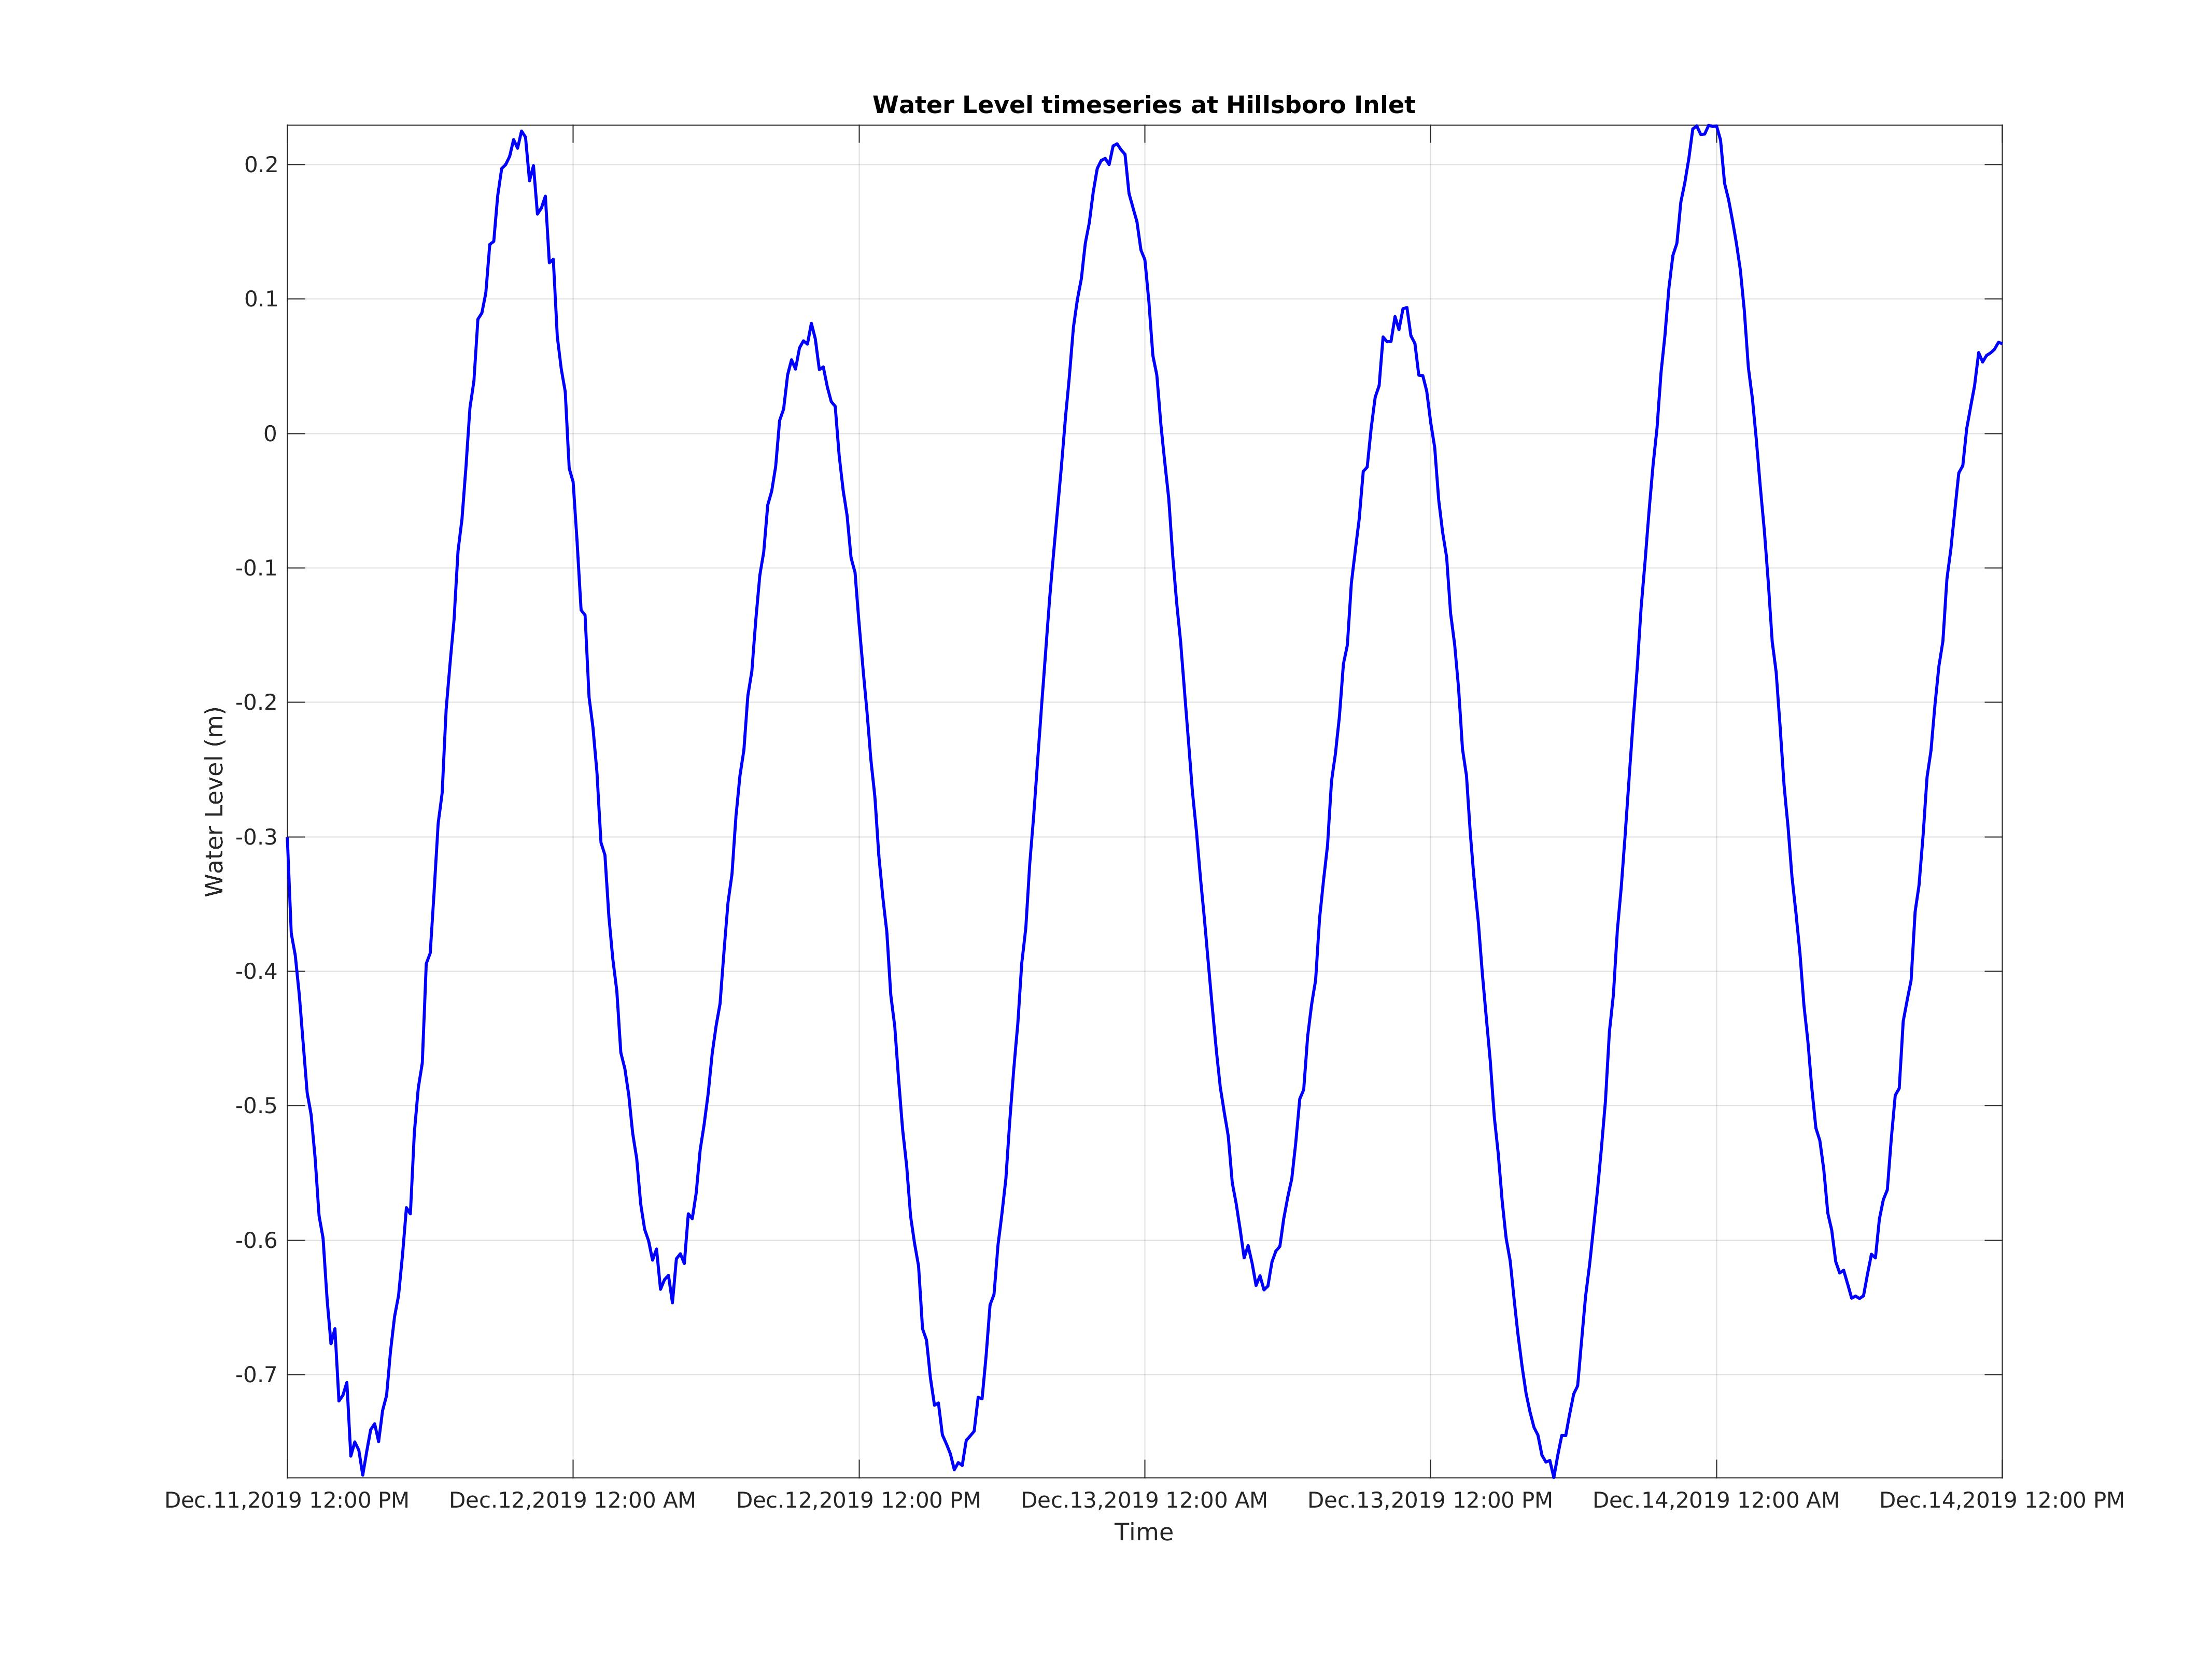 Water Level timeseries at Hillsboro Inlet
0.2
0.1
0
-0.1
-0.2
-0.3
-0.4
-0.5
-0.6
-0.7
Water Level (m)
Dec.11,2019 12:00 PM
Dec.12,2019 12:00 AM
Dec.12,2019 12:00 PM
Dec.13,2019 12:00 AM
Dec.13,2019 12:00 PM
Dec.14,2019 12:00 AM
Dec.14,2019 12:00 PM
Time